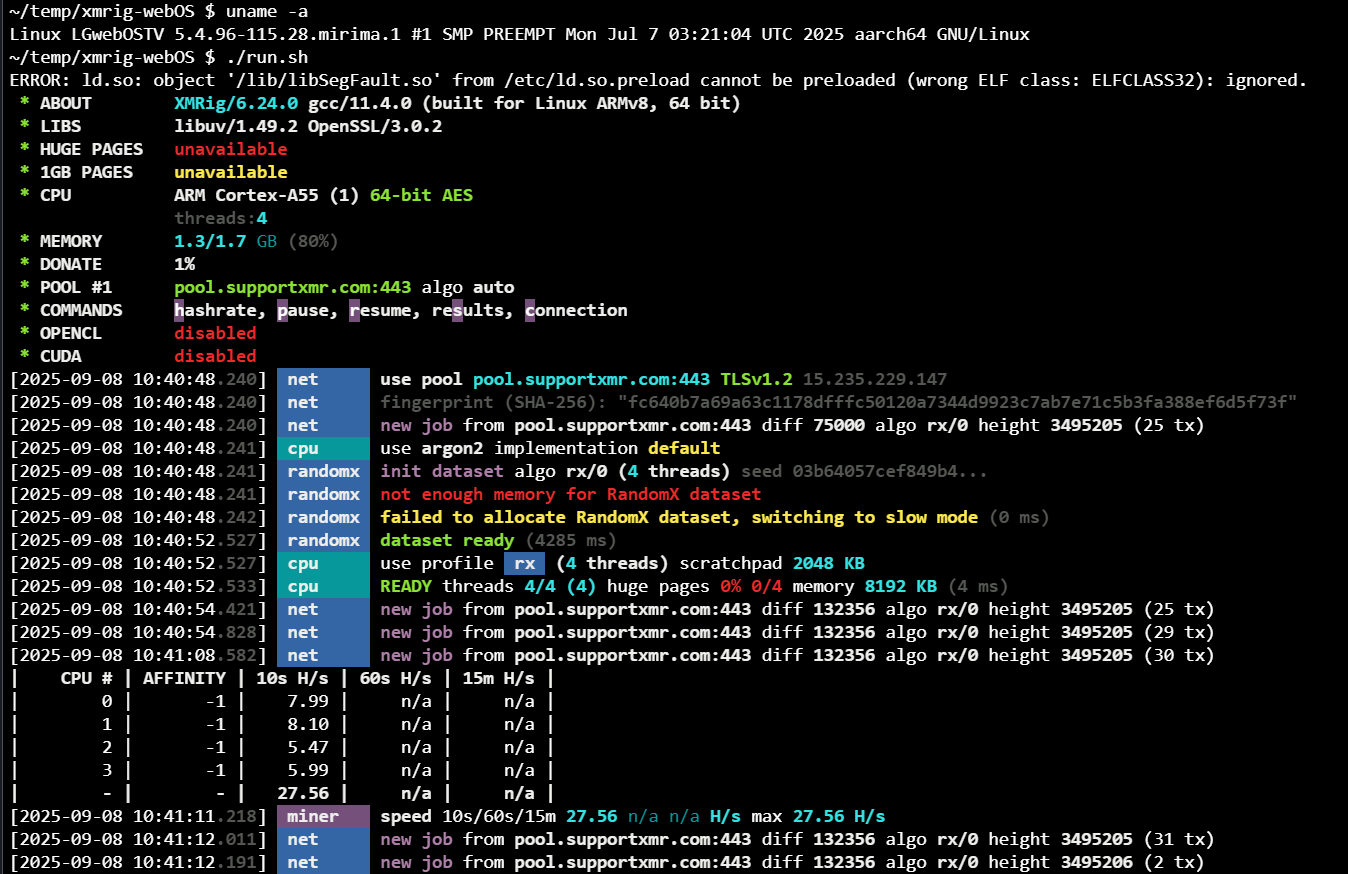 ~/temp/xmrig-webOS $ uname -a
Linux LGwebOSTV 5.4.96-115.28.mirima.1 #1 SMP PREEMPT Mon Jul 7 03:21:04 UTC 2025 aarch64 GNU/Linux
~/temp/xmrig-webOS $ ./run.sh
ERROR: ld.so: object '/lib/libSegFault.so' from /etc/ld.so.preload cannot be preloaded (wrong ELF class: ELFCLASS32): ignored.
 * ABOUT        XMRig/6.24.0 gcc/11.4.0 (built for Linux ARMv8, 64 bit)
 * LIBS         libuv/1.49.2 OpenSSL/3.0.2
 * HUGE PAGES   unavailable
 * 1GB PAGES    unavailable
 * CPU          ARM Cortex-A55 (1) 64-bit AES
                threads:4
 * MEMORY       1.3/1.7 GB (80%)
 * DONATE       1%
 * POOL #1      pool.supportxmr.com:443 algo auto
 * COMMANDS     hashrate, pause, resume, results, connection
 * OPENCL       disabled
 * CUDA         disabled
[2025-09-08 10:40:48.240]  net      use pool pool.supportxmr.com:443 TLSv1.2 15.235.229.147
[2025-09-08 10:40:48.240]  net      fingerprint (SHA-256): "fc640b7a69a63c1178dfffc50120a7344d9923c7ab7e71c5b3fa388ef6d5f73f"
[2025-09-08 10:40:48.240]  net      new job from pool.supportxmr.com:443 diff 75000 algo rx/0 height 3495205 (25 tx)
[2025-09-08 10:40:48.241]  cpu      use argon2 implementation default
[2025-09-08 10:40:48.241]  randomx  init dataset algo rx/0 (4 threads) seed 03b64057cef849b4...
[2025-09-08 10:40:48.241]  randomx  not enough memory for RandomX dataset
[2025-09-08 10:40:48.242]  randomx  failed to allocate RandomX dataset, switching to slow mode (0 ms)
[2025-09-08 10:40:52.527]  randomx  dataset ready (4285 ms)
[2025-09-08 10:40:52.527]  cpu      use profile  rx  (4 threads) scratchpad 2048 KB
[2025-09-08 10:40:52.533]  cpu      READY threads 4/4 (4) huge pages 0% 0/4 memory 8192 KB (4 ms)
[2025-09-08 10:40:54.421]  net      new job from pool.supportxmr.com:443 diff 132356 algo rx/0 height 3495205 (25 tx)
[2025-09-08 10:40:54.828]  net      new job from pool.supportxmr.com:443 diff 132356 algo rx/0 height 3495205 (29 tx)
[2025-09-08 10:41:08.582]  net      new job from pool.supportxmr.com:443 diff 132356 algo rx/0 height 3495205 (30 tx)
|    CPU # | AFFINITY | 10s H/s | 60s H/s | 15m H/s |
|        0 |       -1 |    7.99 |     n/a |     n/a |
|        1 |       -1 |    8.10 |     n/a |     n/a |
|        2 |       -1 |    5.47 |     n/a |     n/a |
|        3 |       -1 |    5.99 |     n/a |     n/a |
|        - |        - |   27.56 |     n/a |     n/a |
[2025-09-08 10:41:11.218]  miner    speed 10s/60s/15m 27.56 n/a n/a H/s max 27.56 H/s
[2025-09-08 10:41:12.011]  net      new job from pool.supportxmr.com:443 diff 132356 algo rx/0 height 3495205 (31 tx)
[2025-09-08 10:41:12.191]  net      new job from pool.supportxmr.com:443 diff 132356 algo rx/0 height 3495206 (2 tx)